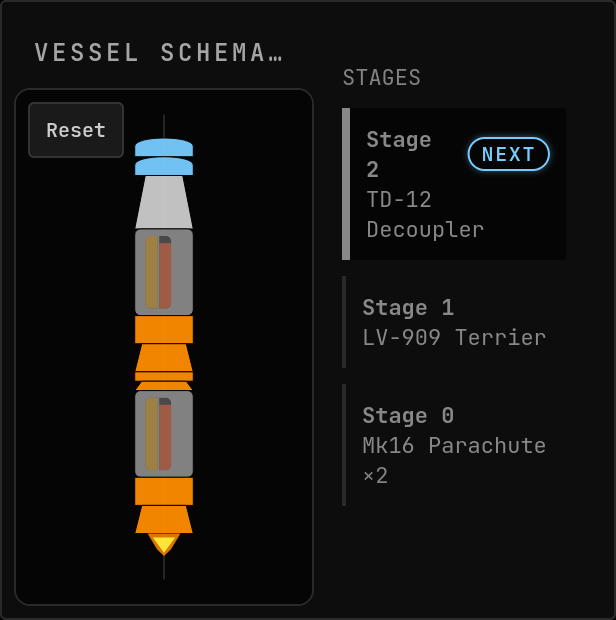 VESSEL SCHEMA…
Reset
STAGES
Stage
2
NEXT
TD-12
Decoupler
Stage 1
LV-909 Terrier
Stage 0
Mk16 Parachute
×2